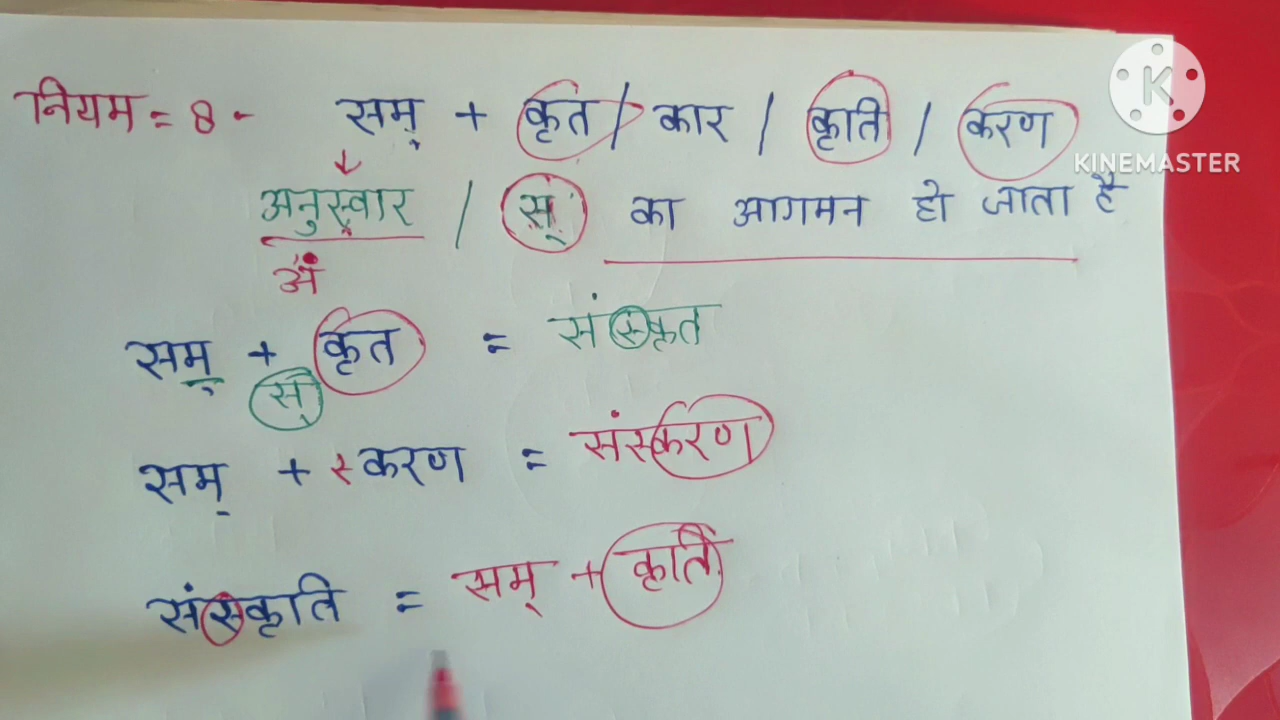 नियम = 8 - सम् + कृत / कार / कृति / करण
KINEMASTER
अनुस्वार / स् का आगमन हो जाता है
अं
सम् + कृत = संस्कृत
स्
सम् + स्करण = संस्करण
संस्कृति = सम् + कृति